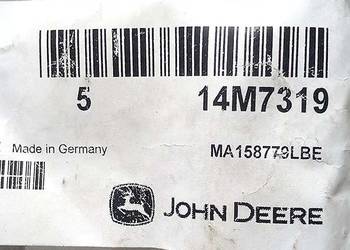 5 14M7319
Made in Germany MA158779LBE
JOHN DEERE